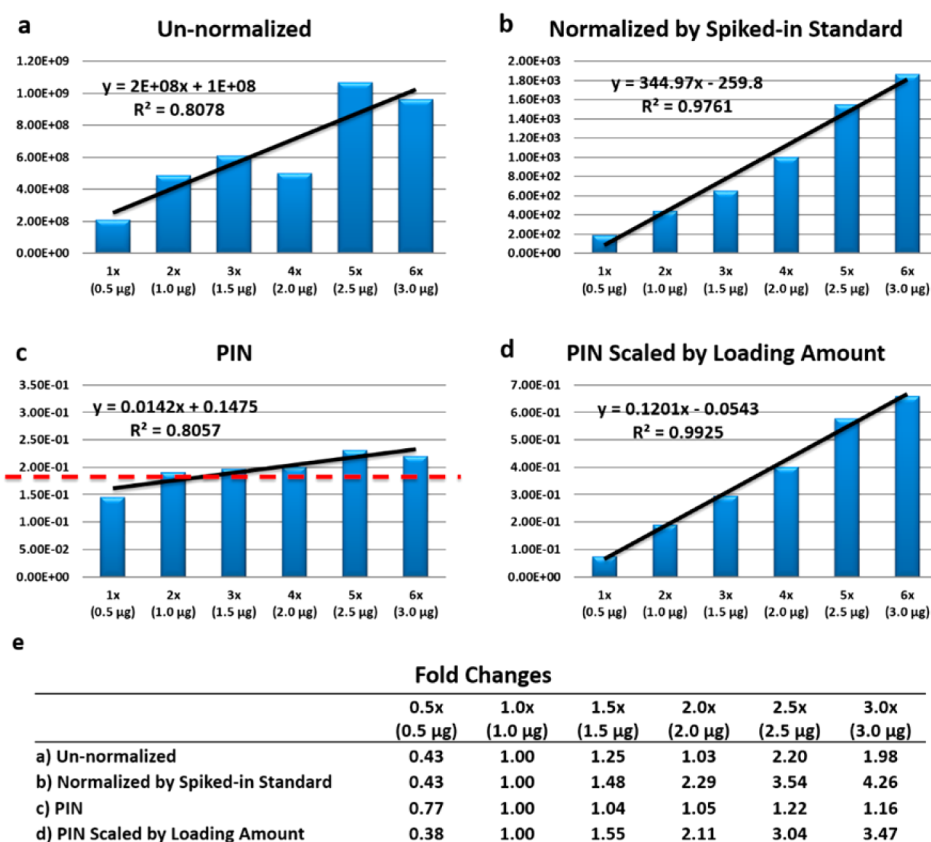 a Un-normalized
1.20E+09
1.00E+09
8.00E+08
6.00E+08
4.00E+08
2.00E+08
0.00E+00
y = 2E+08x + 1E+08
R² = 0.8078
1x 2x 3x 4x 5x 6x
(0.5 µg) (1.0 µg) (1.5 µg) (2.0 µg) (2.5 µg) (3.0 µg)
b Normalized by Spiked-in Standard
2.00E+03
1.80E+03
1.60E+03
1.40E+03
1.20E+03
1.00E+03
8.00E+02
6.00E+02
4.00E+02
2.00E+02
0.00E+00
y = 344.97x - 259.8
R² = 0.9761
1x 2x 3x 4x 5x 6x
(0.5 µg) (1.0 µg) (1.5 µg) (2.0 µg) (2.5 µg) (3.0 µg)
c PIN
3.50E-01
3.00E-01
2.50E-01
2.00E-01
1.50E-01
1.00E-01
5.00E-02
0.00E+00
y = 0.0142x + 0.1475
R² = 0.8057
1x 2x 3x 4x 5x 6x
(0.5 µg) (1.0 µg) (1.5 µg) (2.0 µg) (2.5 µg) (3.0 µg)
d PIN Scaled by Loading Amount
7.00E-01
6.00E-01
5.00E-01
4.00E-01
3.00E-01
2.00E-01
1.00E-01
0.00E+00
y = 0.1201x - 0.0543
R² = 0.9925
1x 2x 3x 4x 5x 6x
(0.5 µg) (1.0 µg) (1.5 µg) (2.0 µg) (2.5 µg) (3.0 µg)
e
Fold Changes
0.5x 1.0x 1.5x 2.0x 2.5x 3.0x
(0.5 µg) (1.0 µg) (1.5 µg) (2.0 µg) (2.5 µg) (3.0 µg)
a) Un-normalized 0.43 1.00 1.25 1.03 2.20 1.98
b) Normalized by Spiked-in Standard 0.43 1.00 1.48 2.29 3.54 4.26
c) PIN 0.77 1.00 1.04 1.05 1.22 1.16
d) PIN Scaled by Loading Amount 0.38 1.00 1.55 2.11 3.04 3.47